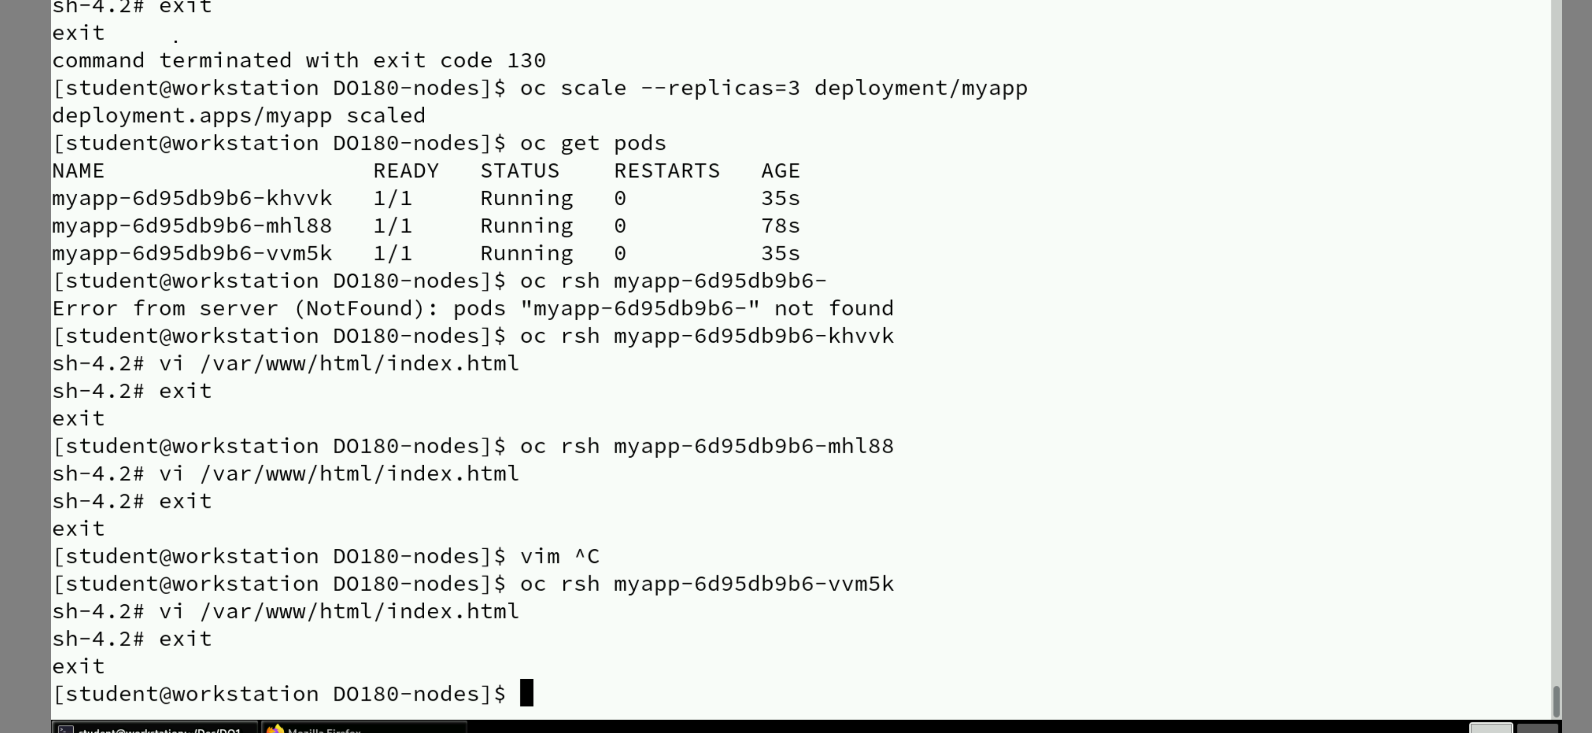 sh-4.2# exit
exit
command terminated with exit code 130
[student@workstation DO180-nodes]$ oc scale --replicas=3 deployment/myapp
deployment.apps/myapp scaled
[student@workstation DO180-nodes]$ oc get pods
NAME                    READY   STATUS    RESTARTS   AGE
myapp-6d95db9b6-khvvk   1/1     Running   0          35s
myapp-6d95db9b6-mhl88   1/1     Running   0          78s
myapp-6d95db9b6-vvm5k   1/1     Running   0          35s
[student@workstation DO180-nodes]$ oc rsh myapp-6d95db9b6-
Error from server (NotFound): pods "myapp-6d95db9b6-" not found
[student@workstation DO180-nodes]$ oc rsh myapp-6d95db9b6-khvvk
sh-4.2# vi /var/www/html/index.html
sh-4.2# exit
exit
[student@workstation DO180-nodes]$ oc rsh myapp-6d95db9b6-mhl88
sh-4.2# vi /var/www/html/index.html
sh-4.2# exit
exit
[student@workstation DO180-nodes]$ vim ^C
[student@workstation DO180-nodes]$ oc rsh myapp-6d95db9b6-vvm5k
sh-4.2# vi /var/www/html/index.html
sh-4.2# exit
exit
[student@workstation DO180-nodes]$
Mozilla Firefox